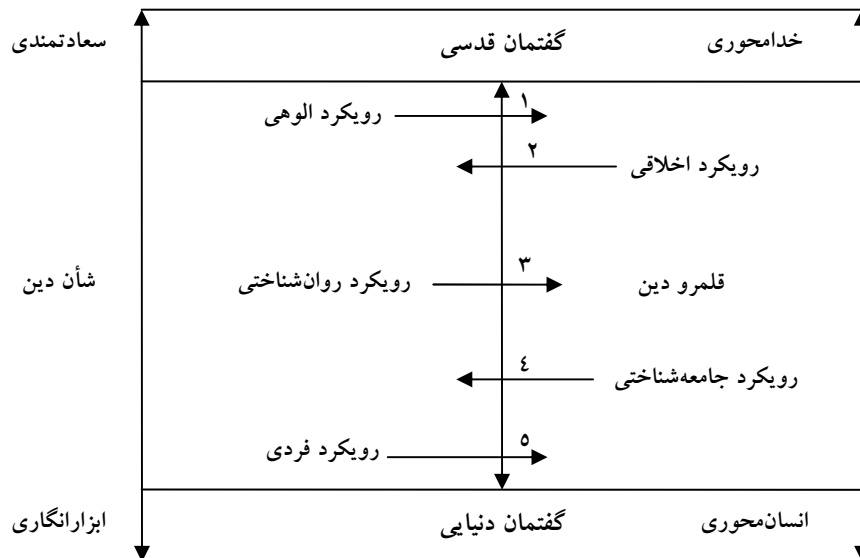 خدامحوری گفتمان قدسی سعادتمندی
۱
رویکرد الوهی
۲
رویکرد اخلاقی
قلمرو دین ۳ رویکرد روان‌شناختی شأن دین
٤
رویکرد جامعه‌شناختی
٥
رویکرد فردی
انسان‌محوری گفتمان دنیایی ابزارانگاری